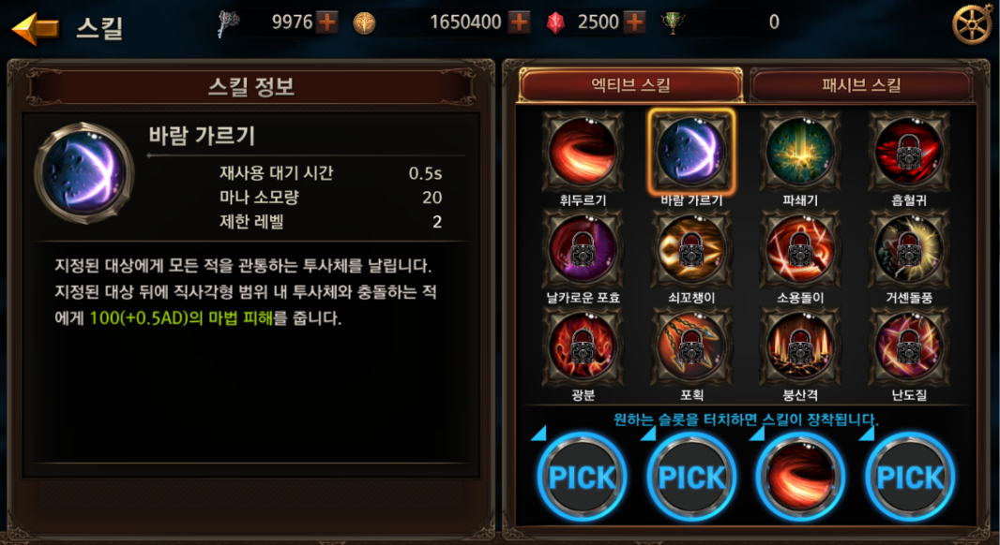 스킬
9976
1650400
2500
0
스킬 정보
바람 가르기
재사용 대기 시간 0.5s
마나 소모량 20
제한 레벨 2
지정된 대상에게 모든 적을 관통하는 투사체를 날립니다.
지정된 대상 뒤에 직사각형 범위 내 투사체와 충돌하는 적
에게 100(+0.5AD)의 마법 피해를 줍니다.
엑티브 스킬
패시브 스킬
휘두르기 바람 가르기 파쇄기 흡혈귀
날카로운 포효 쇠꼬챙이 소용돌이 거센돌풍
광분 포획 붕산격 난도질
원하는 슬롯을 터치하면 스킬이 장착됩니다.
PICK PICK PICK